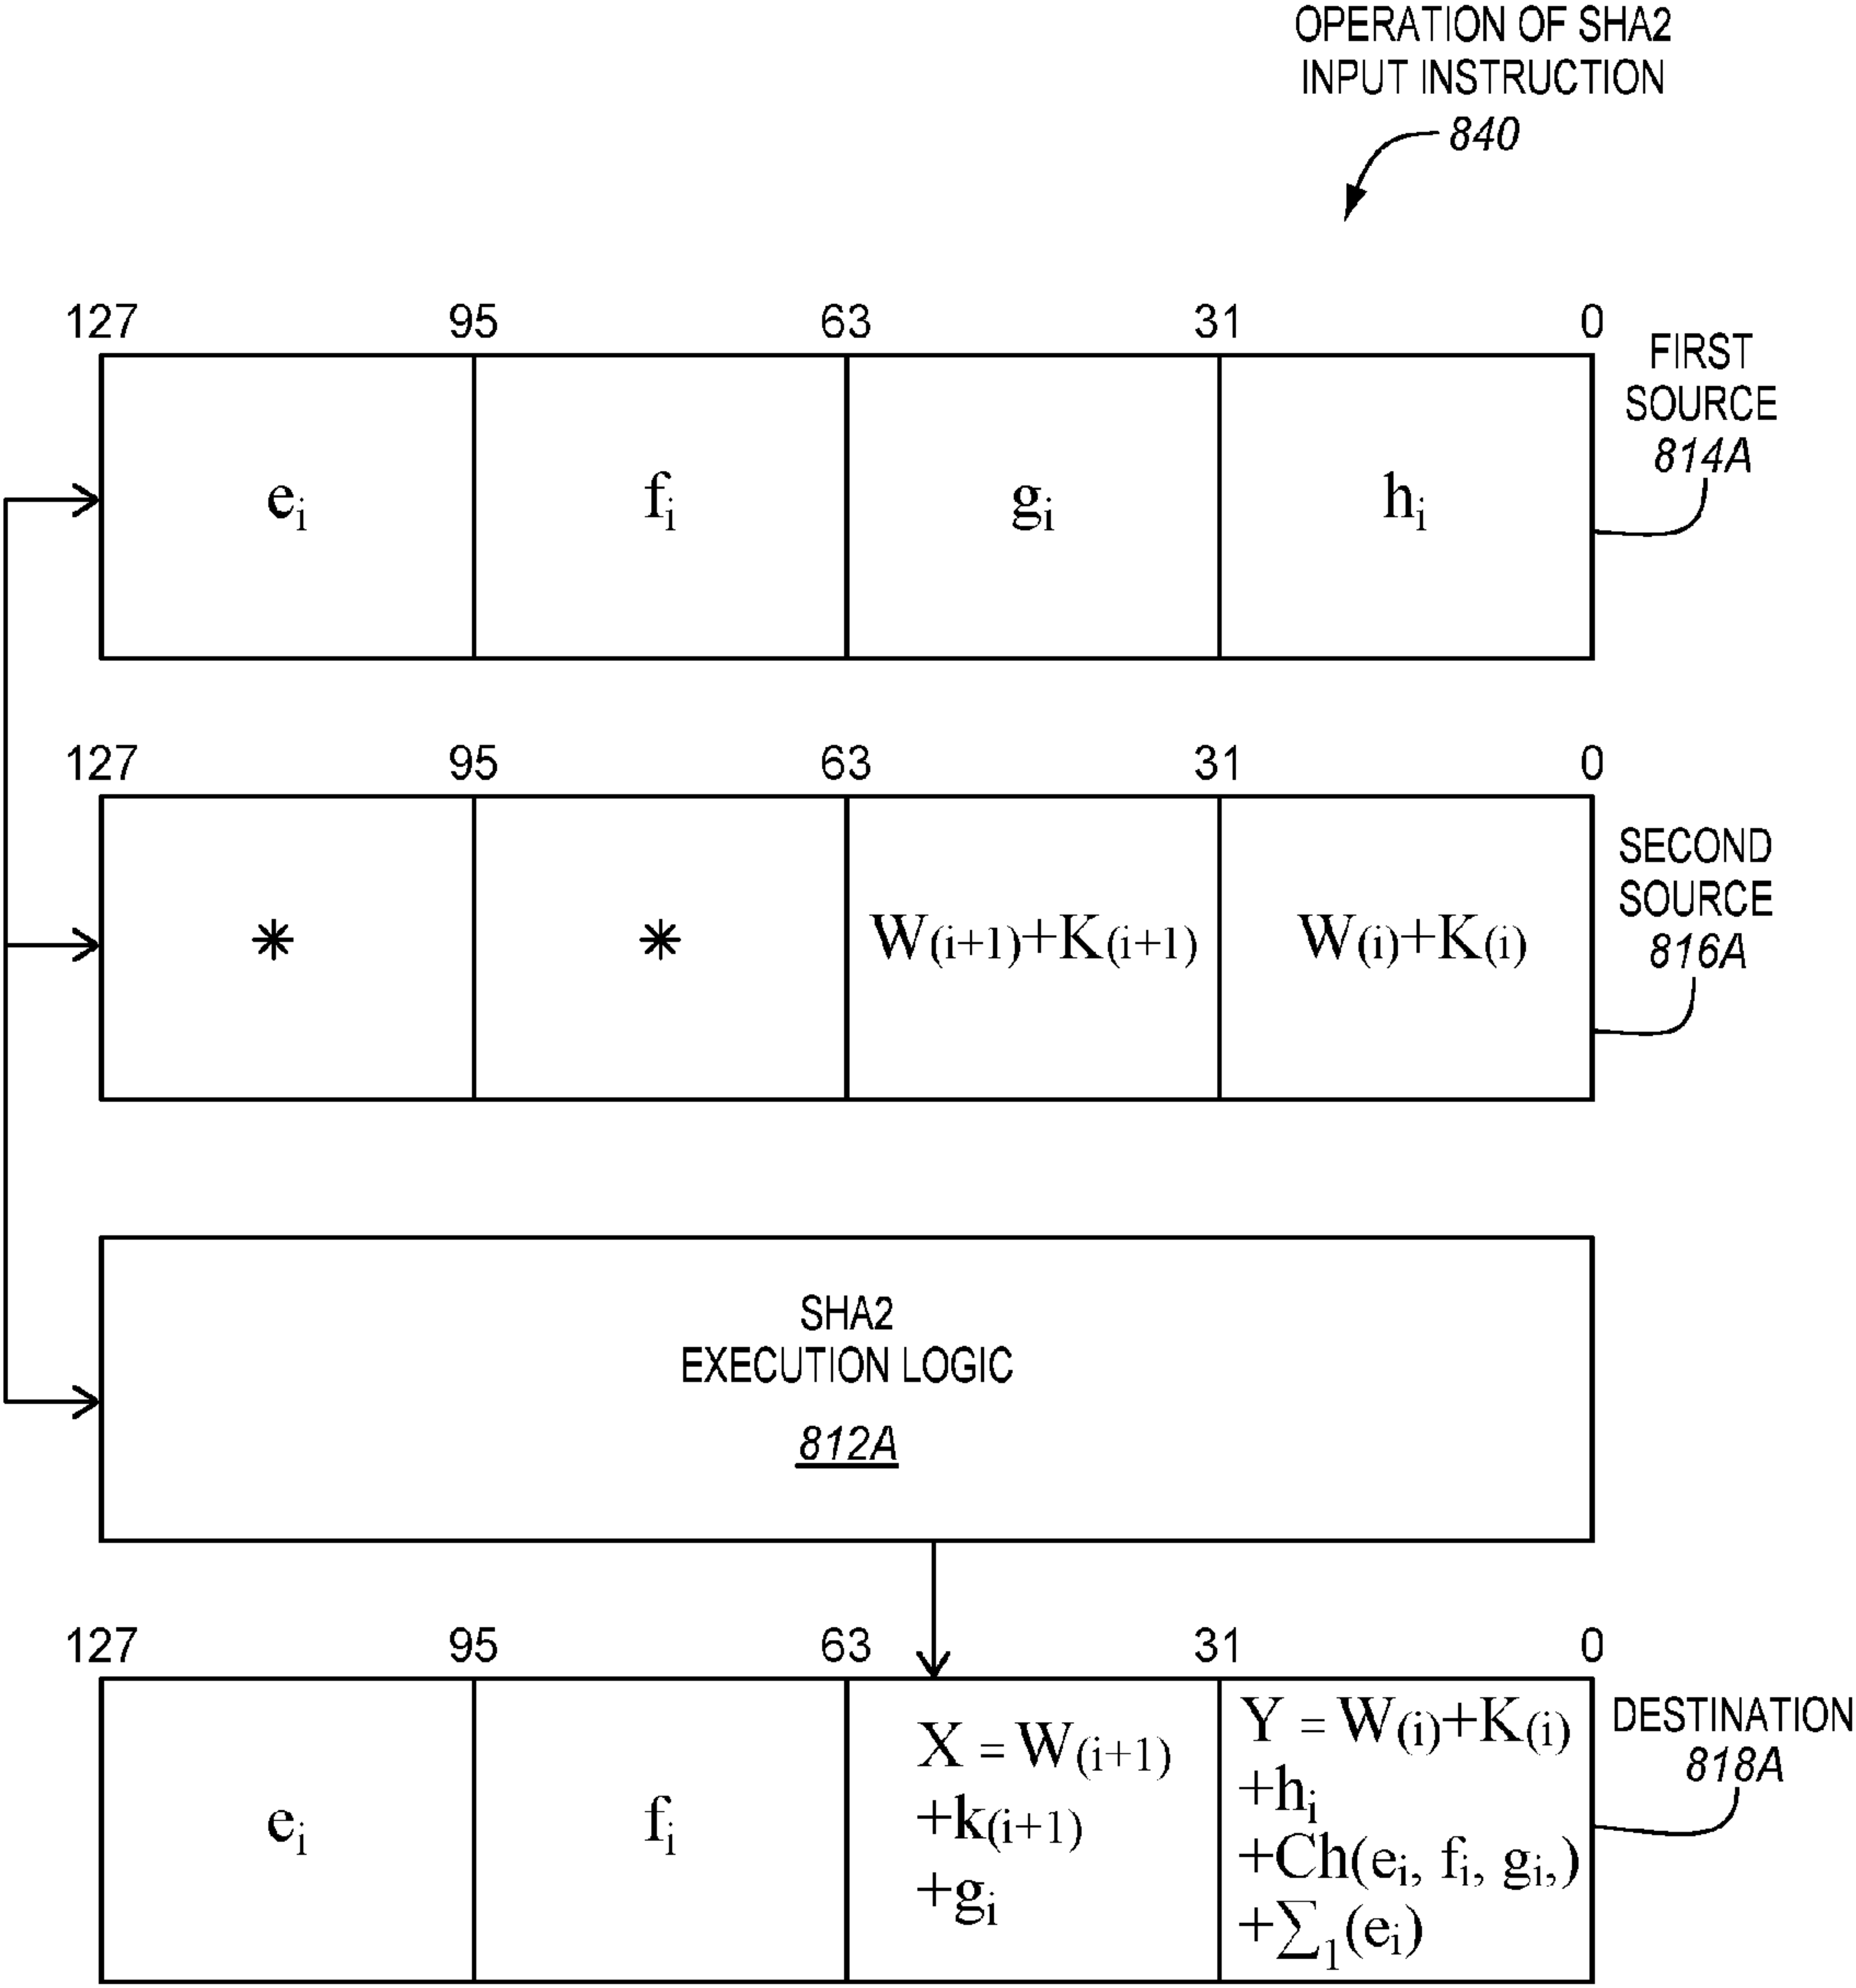 OPERATION OF SHA2
INPUT INSTRUCTION
840
127 95 63 31 0
FIRST
SOURCE
814A
eᵢ fᵢ gᵢ hᵢ
127 95 63 31 0
SECOND
SOURCE
816A
* * W(i+1)+K(i+1) W(i)+K(i)
SHA2
EXECUTION LOGIC
812A
127 95 63 31 0
DESTINATION
818A
eᵢ fᵢ
X = W(i+1)
+k(i+1)
+gᵢ
Y = W(i)+K(i)
+hᵢ
+Ch(eᵢ, fᵢ, gᵢ,)
+∑₁(eᵢ)